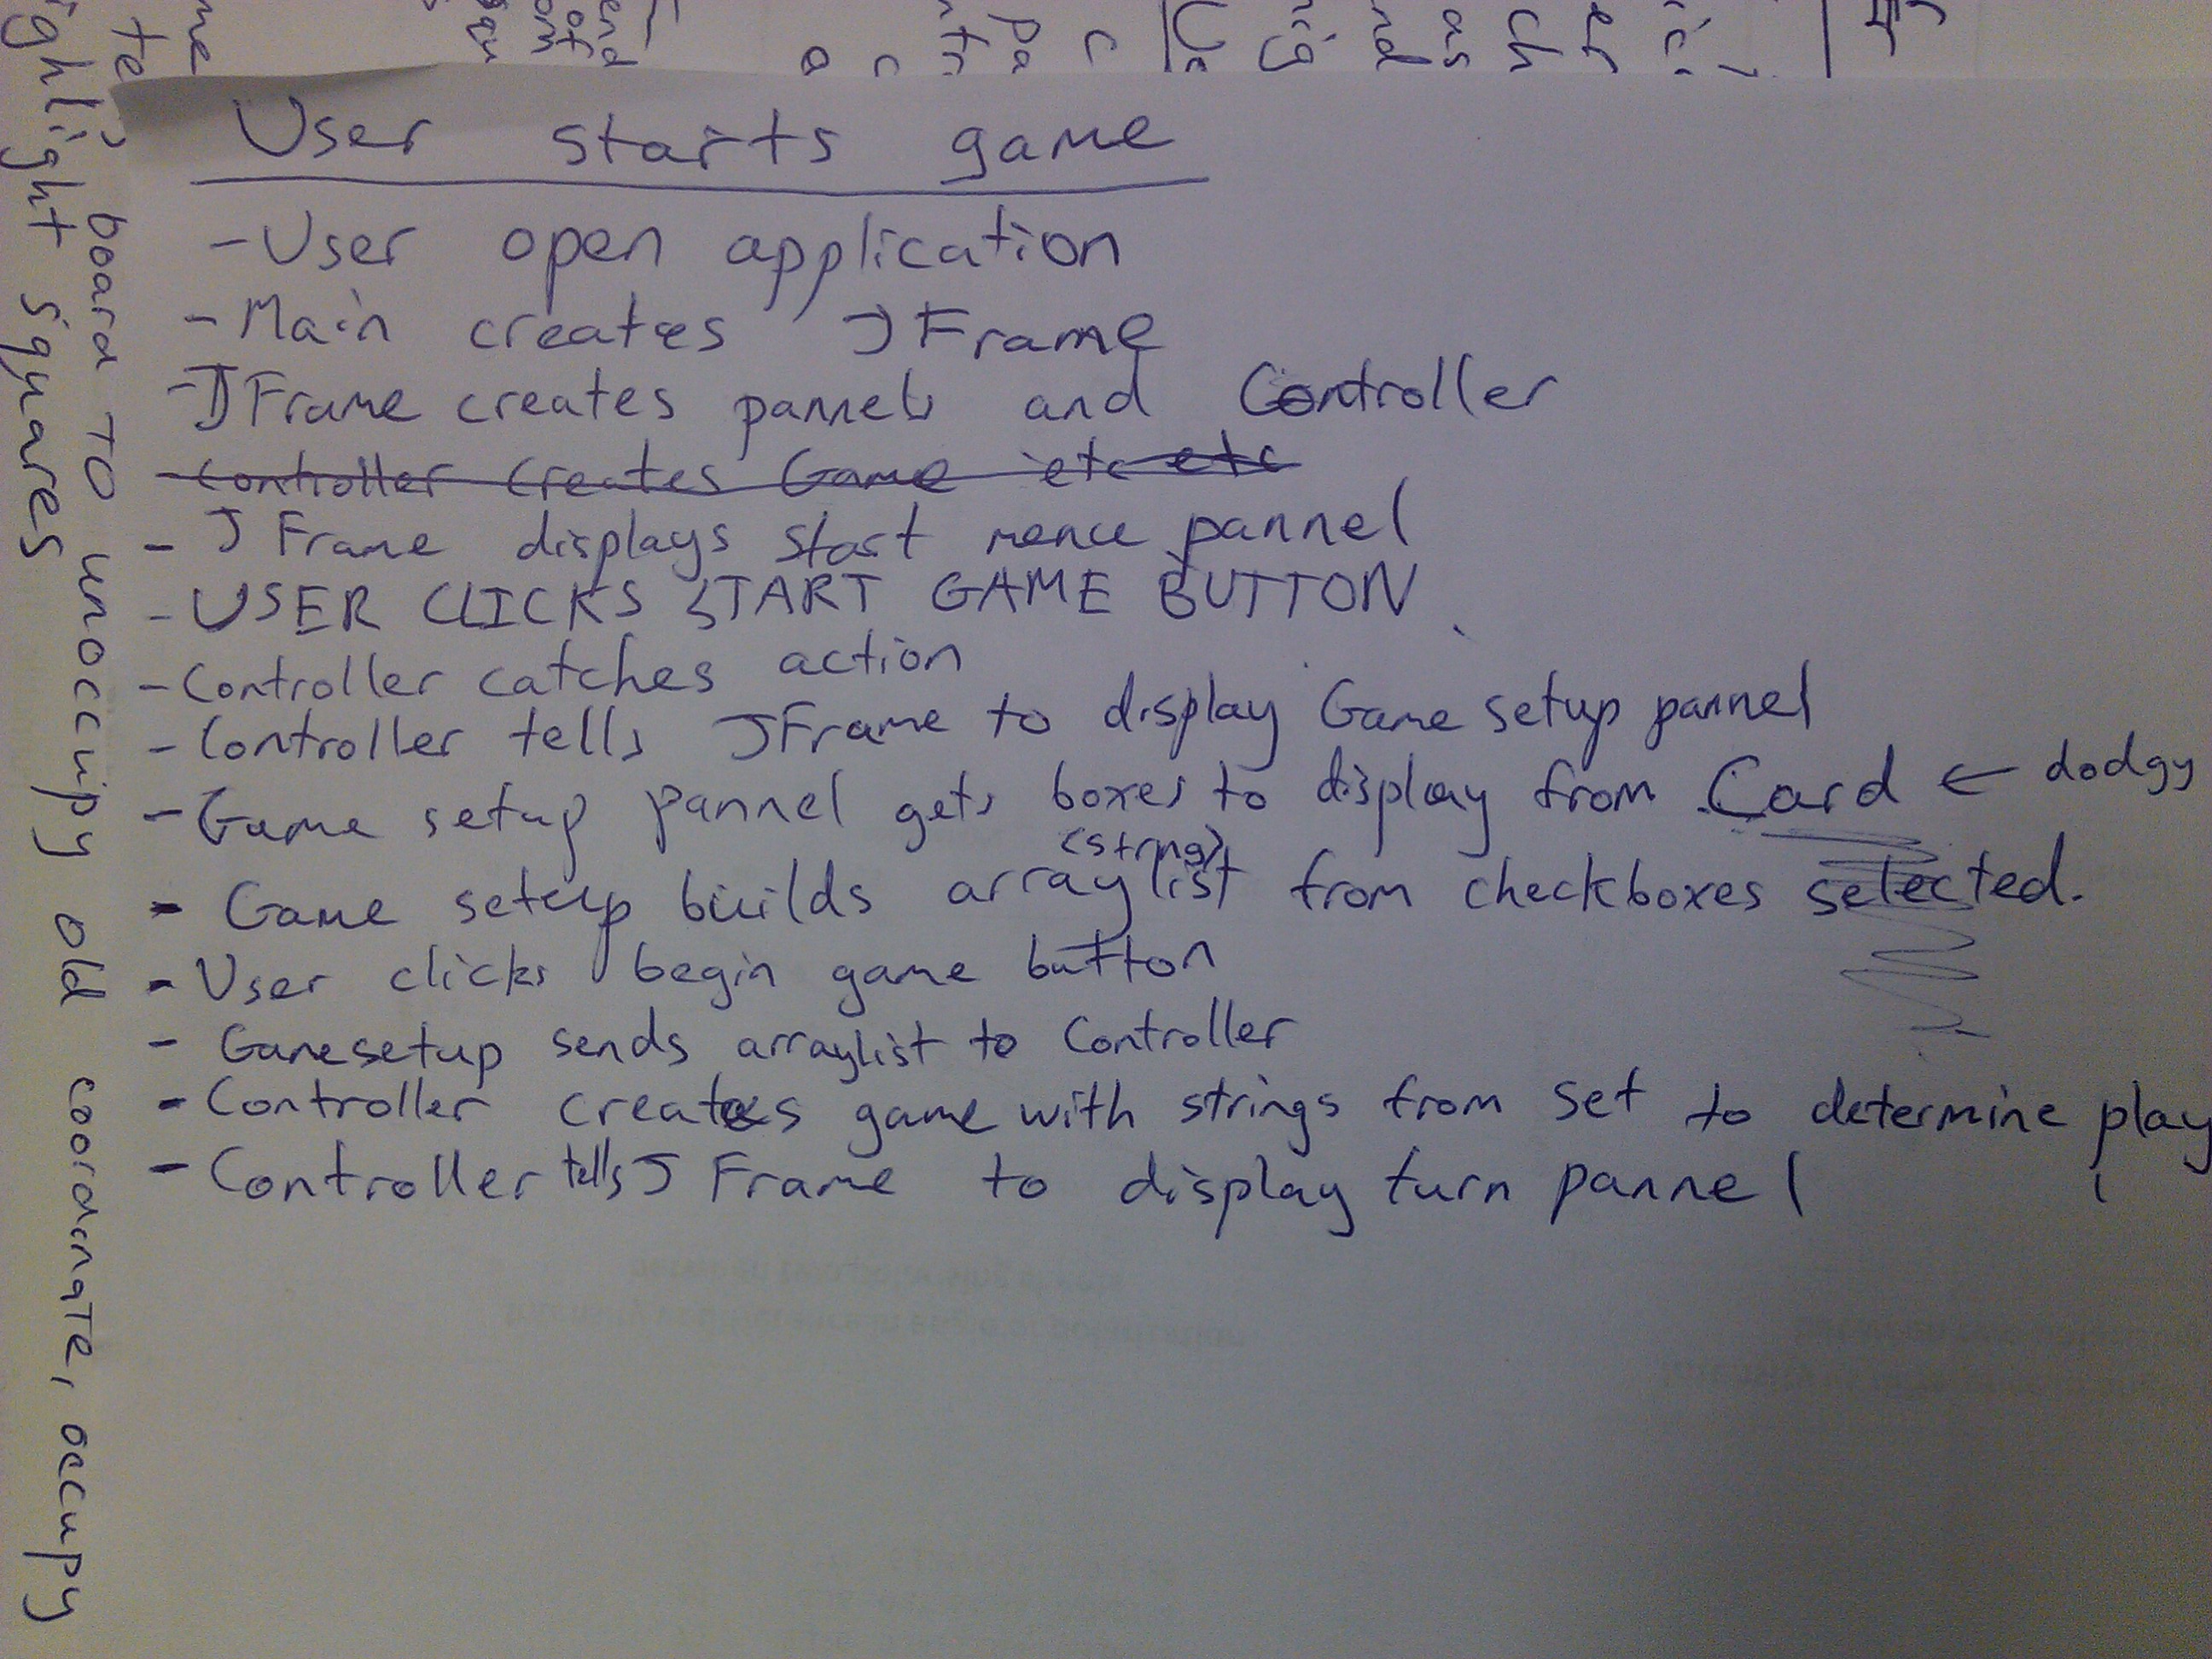 User starts game
- User open application
- Main creates JFrame
- JFrame creates pannels and Controller
- Controller Creates Game etc etc
- JFrame displays start menue pannel
- USER CLICKS START GAME BUTTON
- Controller catches action
- Controller tells JFrame to display Game setup pannel
- Game setup pannel gets boxes to display from Card ← dodgy
<string>
- Game setup builds arraylist from checkboxes selected.
- User clicks begin game button
- Gamesetup sends arraylist to Controller
- Controller creates game with strings from set to determine play
- Controller tells JFrame to display turn pannel
board to unoccupy old coordinate, occupy
highlight squares